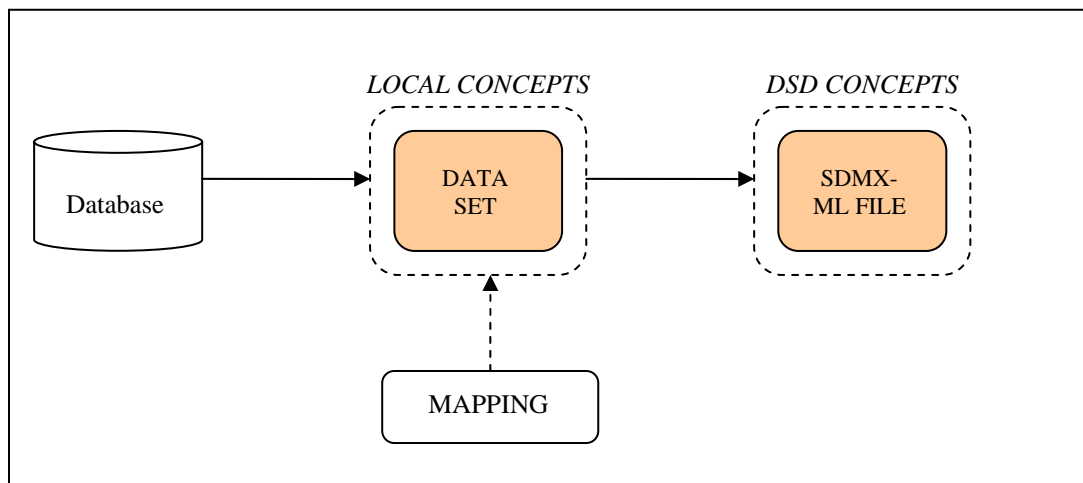 LOCAL CONCEPTS
DSD CONCEPTS
Database
DATA
SET
SDMX-
ML FILE
MAPPING